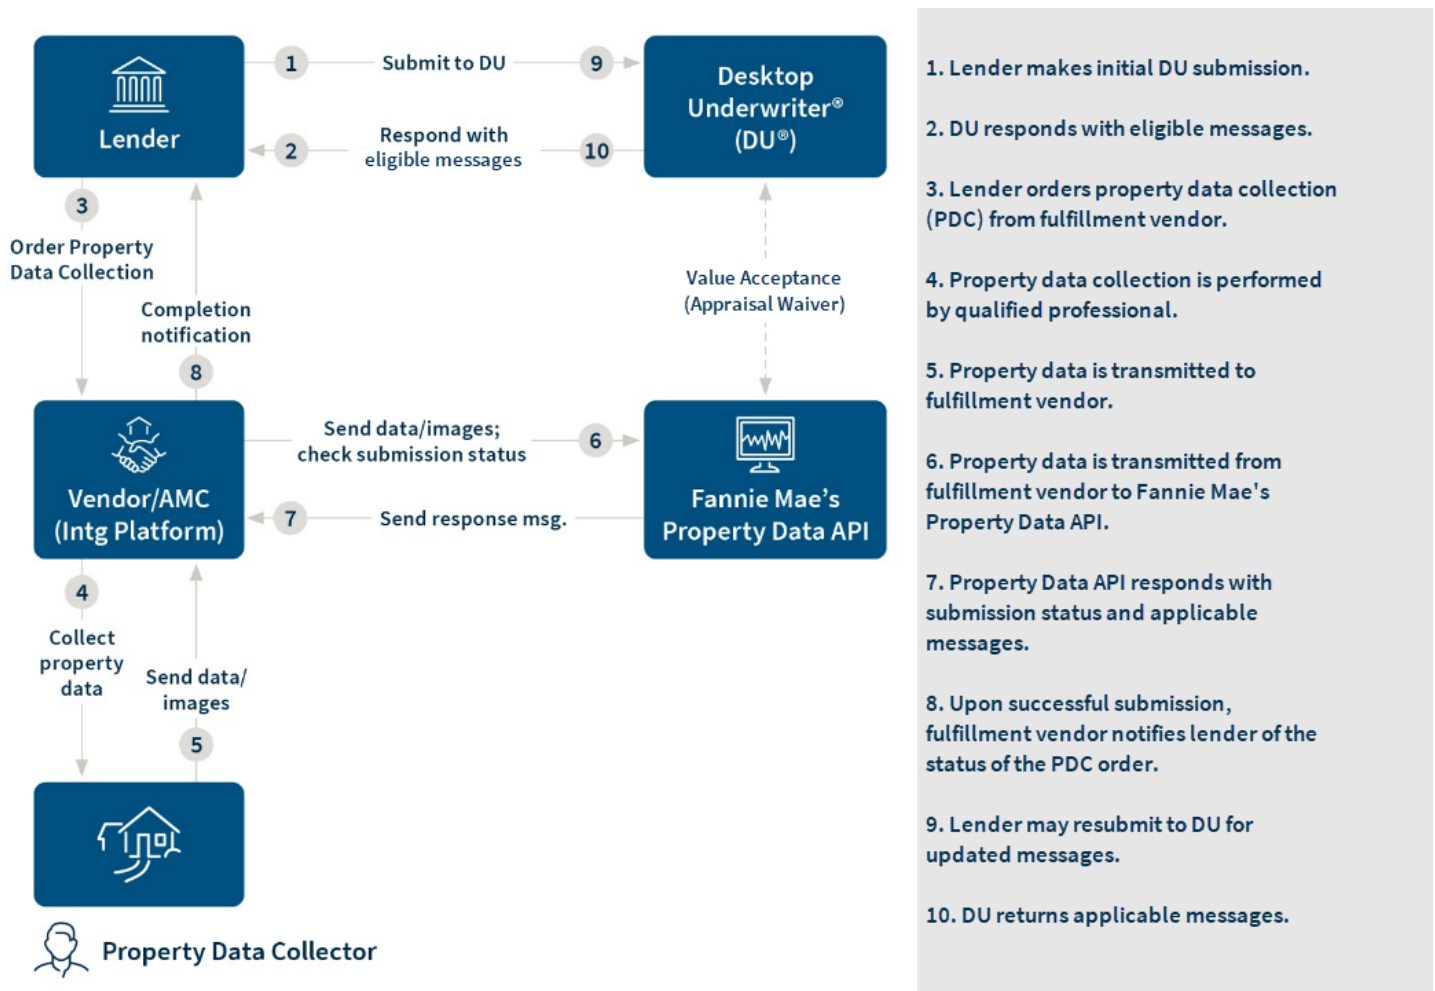 1
Submit to DU
9
Lender
Desktop
Underwriter®
(DU®)
2
Respond with
eligible messages
10
3
Order Property
Data Collection
Completion
notification
8
Value Acceptance
(Appraisal Waiver)
Vendor/AMC
(Intg Platform)
Send data/images;
check submission status
6
7
Send response msg.
Fannie Mae's
Property Data API
4
Collect
property
data
Send data/
images
5
Property Data Collector
1. Lender makes initial DU submission.
2. DU responds with eligible messages.
3. Lender orders property data collection
(PDC) from fulfillment vendor.
4. Property data collection is performed
by qualified professional.
5. Property data is transmitted to
fulfillment vendor.
6. Property data is transmitted from
fulfillment vendor to Fannie Mae's
Property Data API.
7. Property Data API responds with
submission status and applicable
messages.
8. Upon successful submission,
fulfillment vendor notifies lender of the
status of the PDC order.
9. Lender may resubmit to DU for
updated messages.
10. DU returns applicable messages.